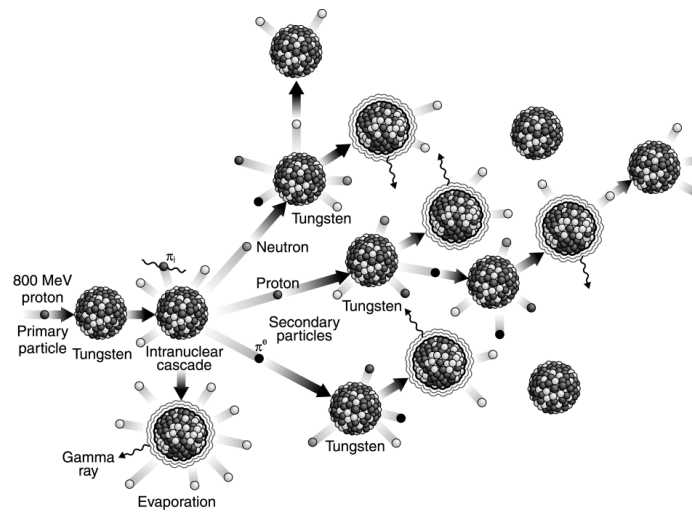 Tungsten
πi
Neutron
800 MeV
proton
Primary
particle
Tungsten
Intranuclear
cascade
Proton
Secondary
particles
Tungsten
πe
Tungsten
Gamma
ray
Evaporation